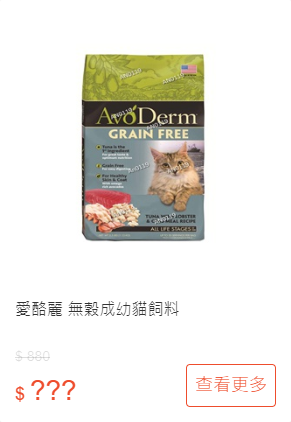 AvoDerm
GRAIN FREE
Tuna is the
1st Ingredient
Grain Free
For Healthy
Skin & Coat
ALL LIFE STAGES
愛酪麗 無穀成幼貓飼料
$ 880
$ ???
查看更多